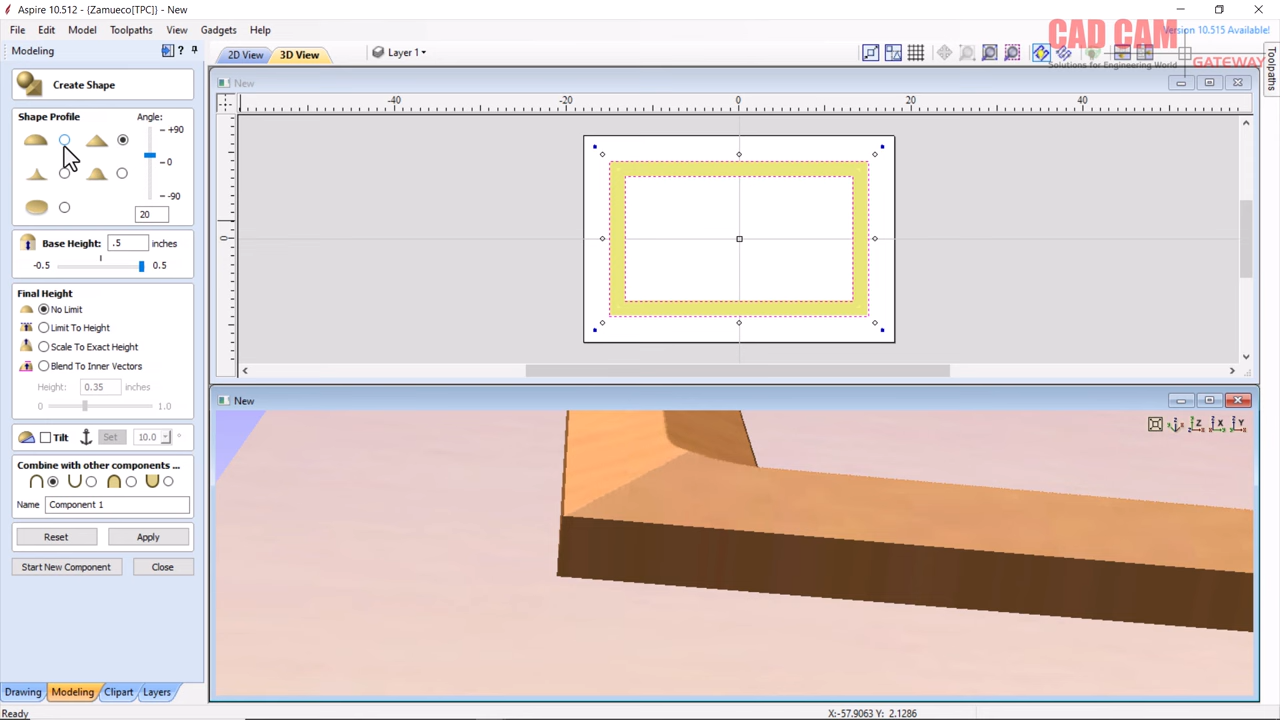 Aspire 10.512 - {Zamueco[TPC]} - New
File Edit Model Toolpaths View Gadgets Help
Version 10.515 Available!
CAD CAM
Solutions for Engineering World
GATEWAY
Modeling
?
2D View 3D View
Layer 1
Toolpaths
Create Shape
Shape Profile
Angle:
+90
0
-90
20
Base Height: .5 inches
-0.5 0.5
Final Height
No Limit
Limit To Height
Scale To Exact Height
Blend To Inner Vectors
Height: 0.35 inches
0 1.0
Tilt Set 10.0 °
Combine with other components ...
Name Component 1
Reset Apply
Start New Component Close
Drawing Modeling Clipart Layers
New
-40 -20 0 20 40
0
New
Z X Y
Ready
X:-57.9063 Y: 2.1286